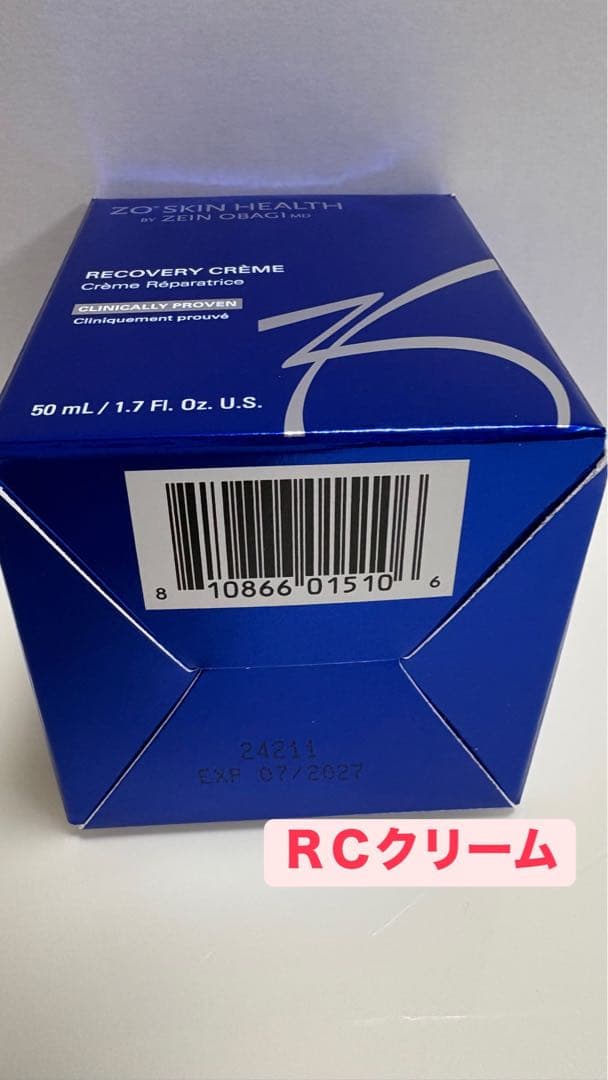 ZO® SKIN HEALTH
BY ZEIN OBAGI MD
RECOVERY CRÈME
Crème Réparatrice
CLINICALLY PROVEN
Cliniquement prouvé
50 mL / 1.7 Fl. Oz. U.S.
8 10866 01510 6
24211
EXP 07/2027
RCクリーム